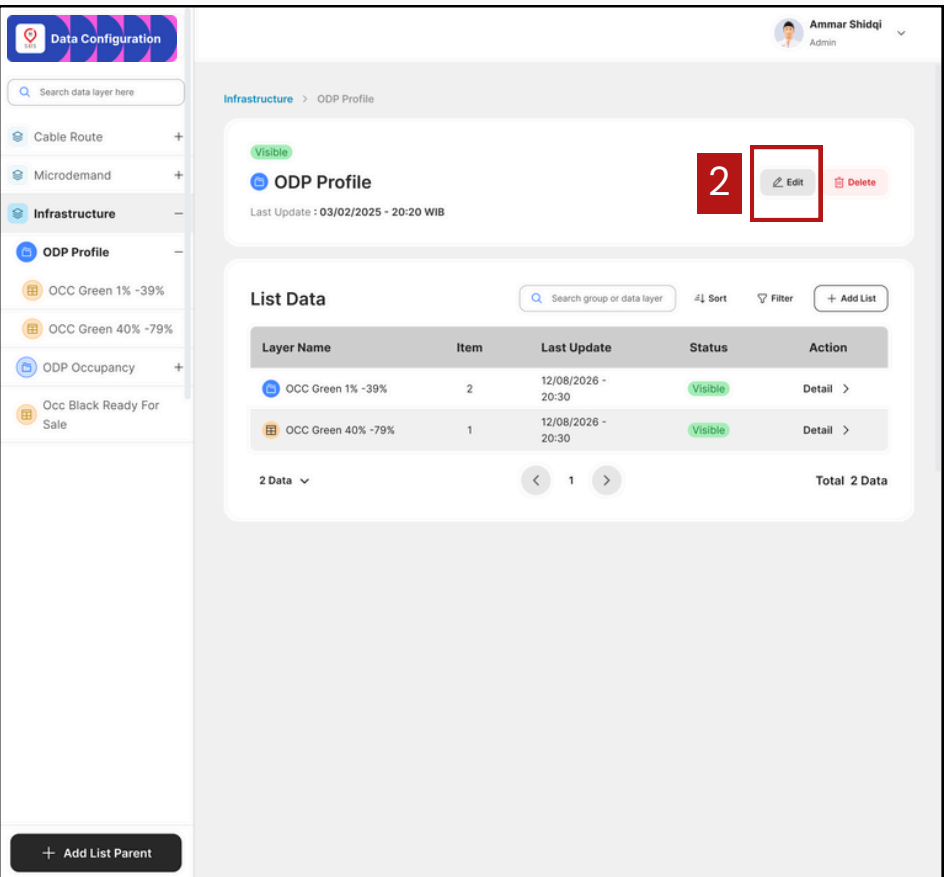 Data Configuration
Ammar Shidqi
Admin
Search data layer here
Cable Route +
Microdemand +
Infrastructure −
ODP Profile −
OCC Green 1% -39%
OCC Green 40% -79%
ODP Occupancy +
Occ Black Ready For
Sale
+ Add List Parent
Infrastructure > ODP Profile
Visible
ODP Profile
Last Update : 03/02/2025 - 20:20 WIB
2
Edit
Delete
List Data
Search group or data layer
Sort
Filter
+ Add List
Layer Name Item Last Update Status Action
OCC Green 1% -39% 2 12/08/2026 -
20:30 Visible Detail >
OCC Green 40% -79% 1 12/08/2026 -
20:30 Visible Detail >
2 Data
< 1 >
Total 2 Data